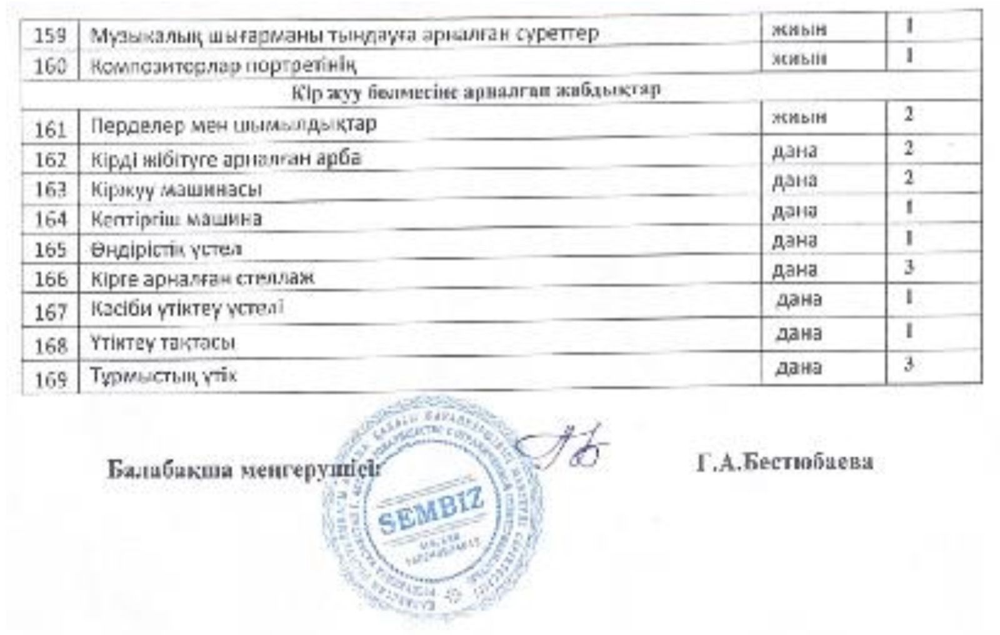 159 Музыкалық шығарманы тыңдауға арналған суреттер жиын 1
160 Композиторлар портретінің жиын 1
Кір жуу бөлмесіне арналған жабдықтар
161 Перделер мен шымылдықтар жиын 2
162 Кірді жібітуге арналған арба дана 2
163 Кіржуу машинасы дана 2
164 Кептіргіш машина дана 1
165 Өндірістік үстел дана 1
166 Кірге арналған стеллаж дана 3
167 Кәсіби үтіктеу үстелі дана 1
168 Үтіктеу тақтасы дана 1
169 Тұрмыстық үтік дана 3
Балабақша меңгерушісі: Г.А.Бестюбаева
SEMBIZ